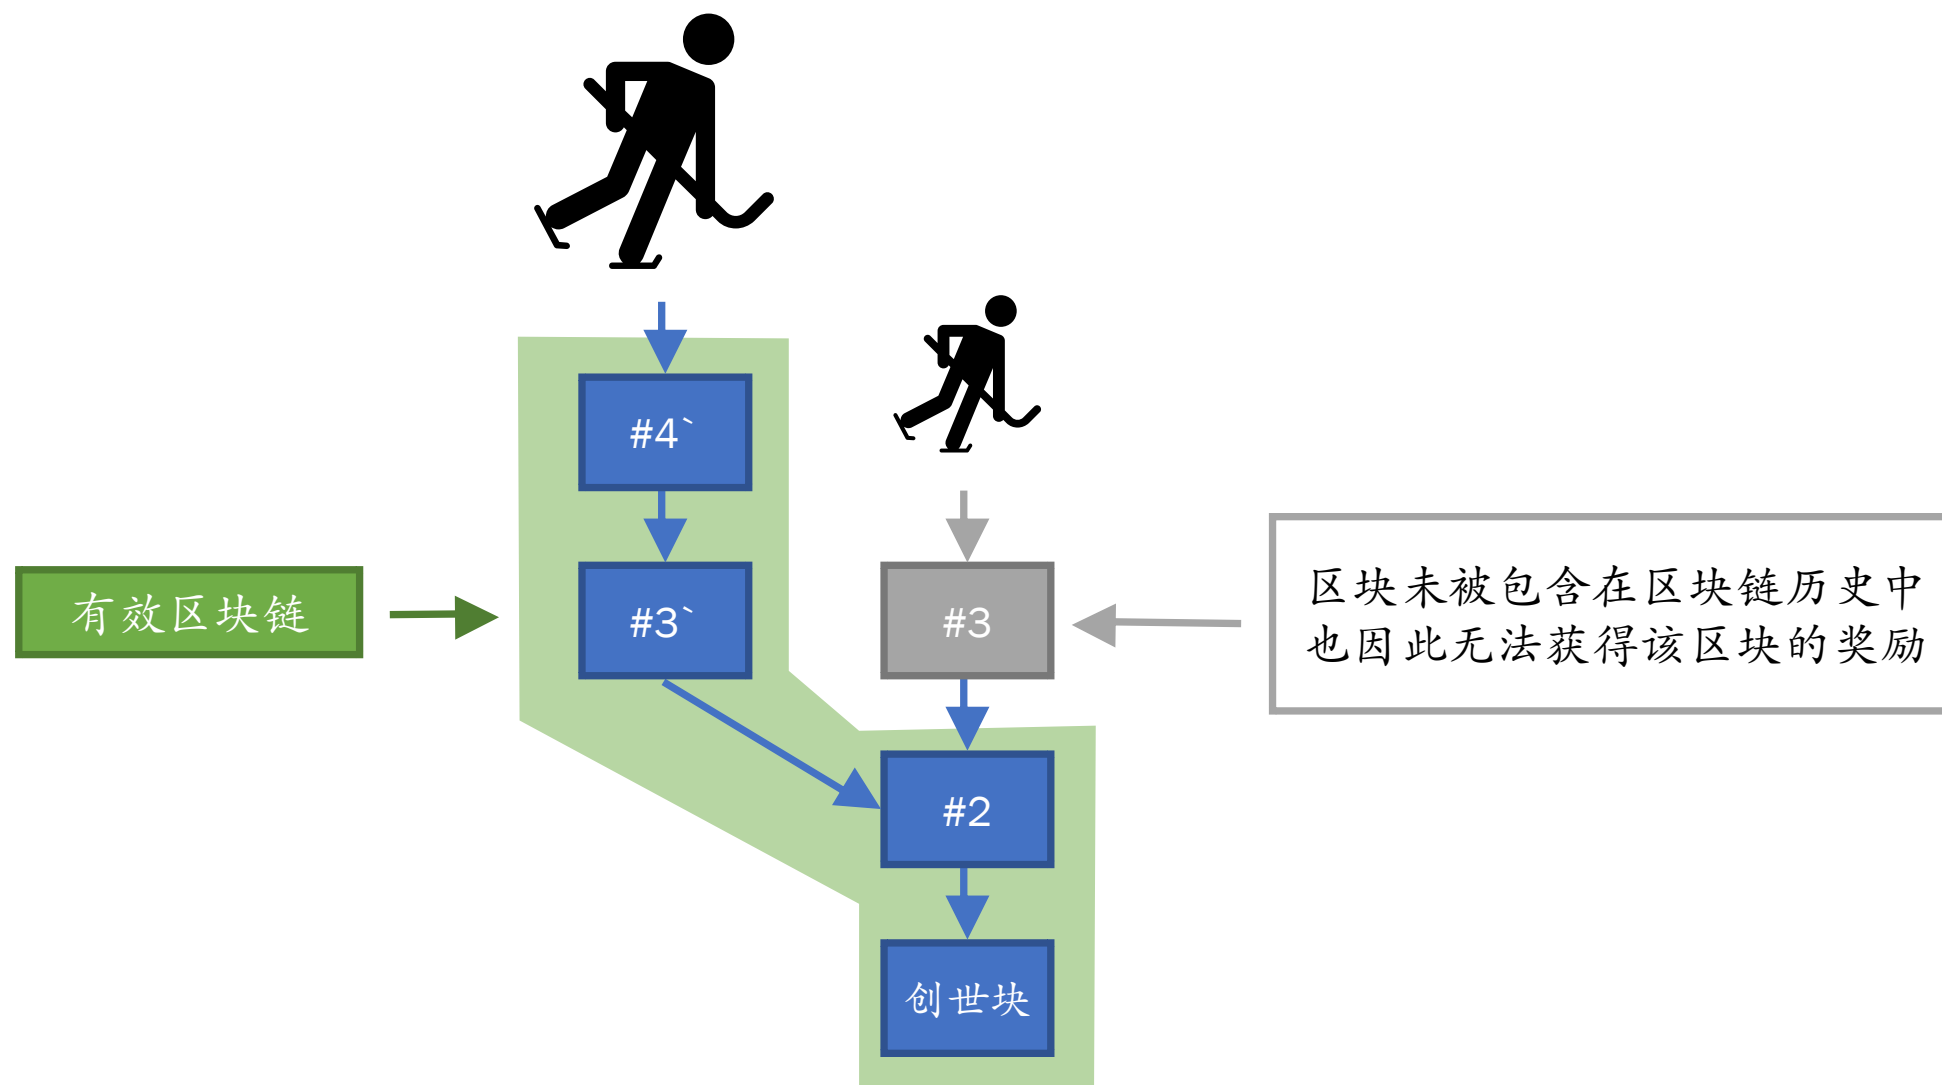 #4`
有效区块链
#3`
#3
区块未被包含在区块链历史中
也因此无法获得该区块的奖励
#2
创世块